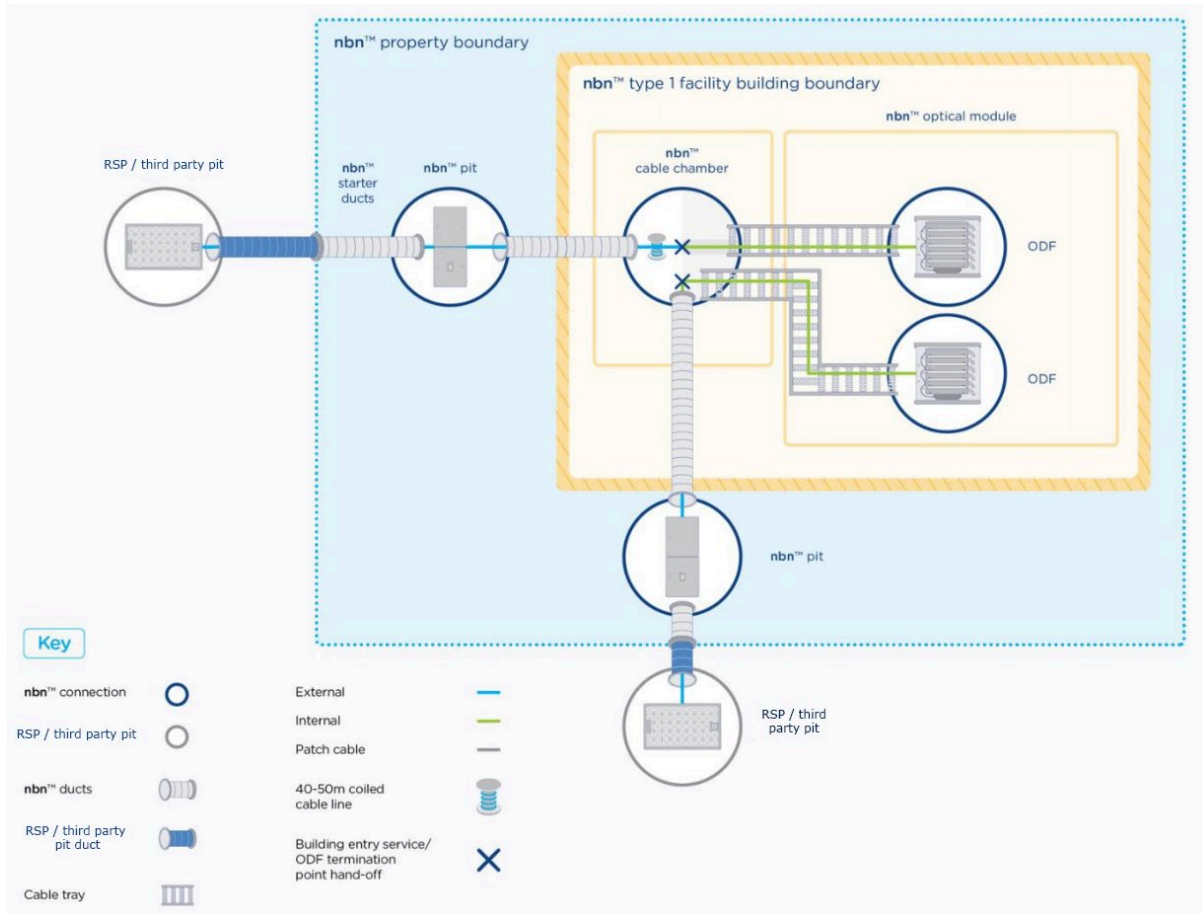 nbn™ property boundary
nbn™ type 1 facility building boundary
nbn™ optical module
RSP / third party pit
nbn™
starter
ducts
nbn™ pit
nbn™
cable chamber
ODF
ODF
nbn™ pit
RSP / third
party pit
Key
nbn™ connection
RSP / third party pit
nbn™ ducts
RSP / third party
pit duct
Cable tray
External
Internal
Patch cable
40-50m coiled
cable line
Building entry service/
ODF termination
point hand-off